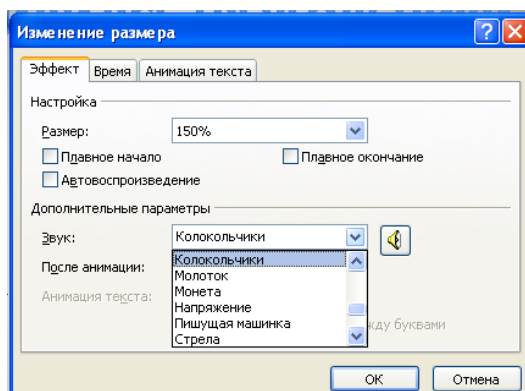 Изменение размера
Эффект Время Анимация текста
Настройка
Размер: 150%
Плавное начало Плавное окончание
Автовоспроизведение
Дополнительные параметры
Звук: Колокольчики
Колокольчики
После анимации: Молоток
Монета
Анимация текста: Напряжение
Пишущая машинка жду буквами
Стрела
ОК Отмена